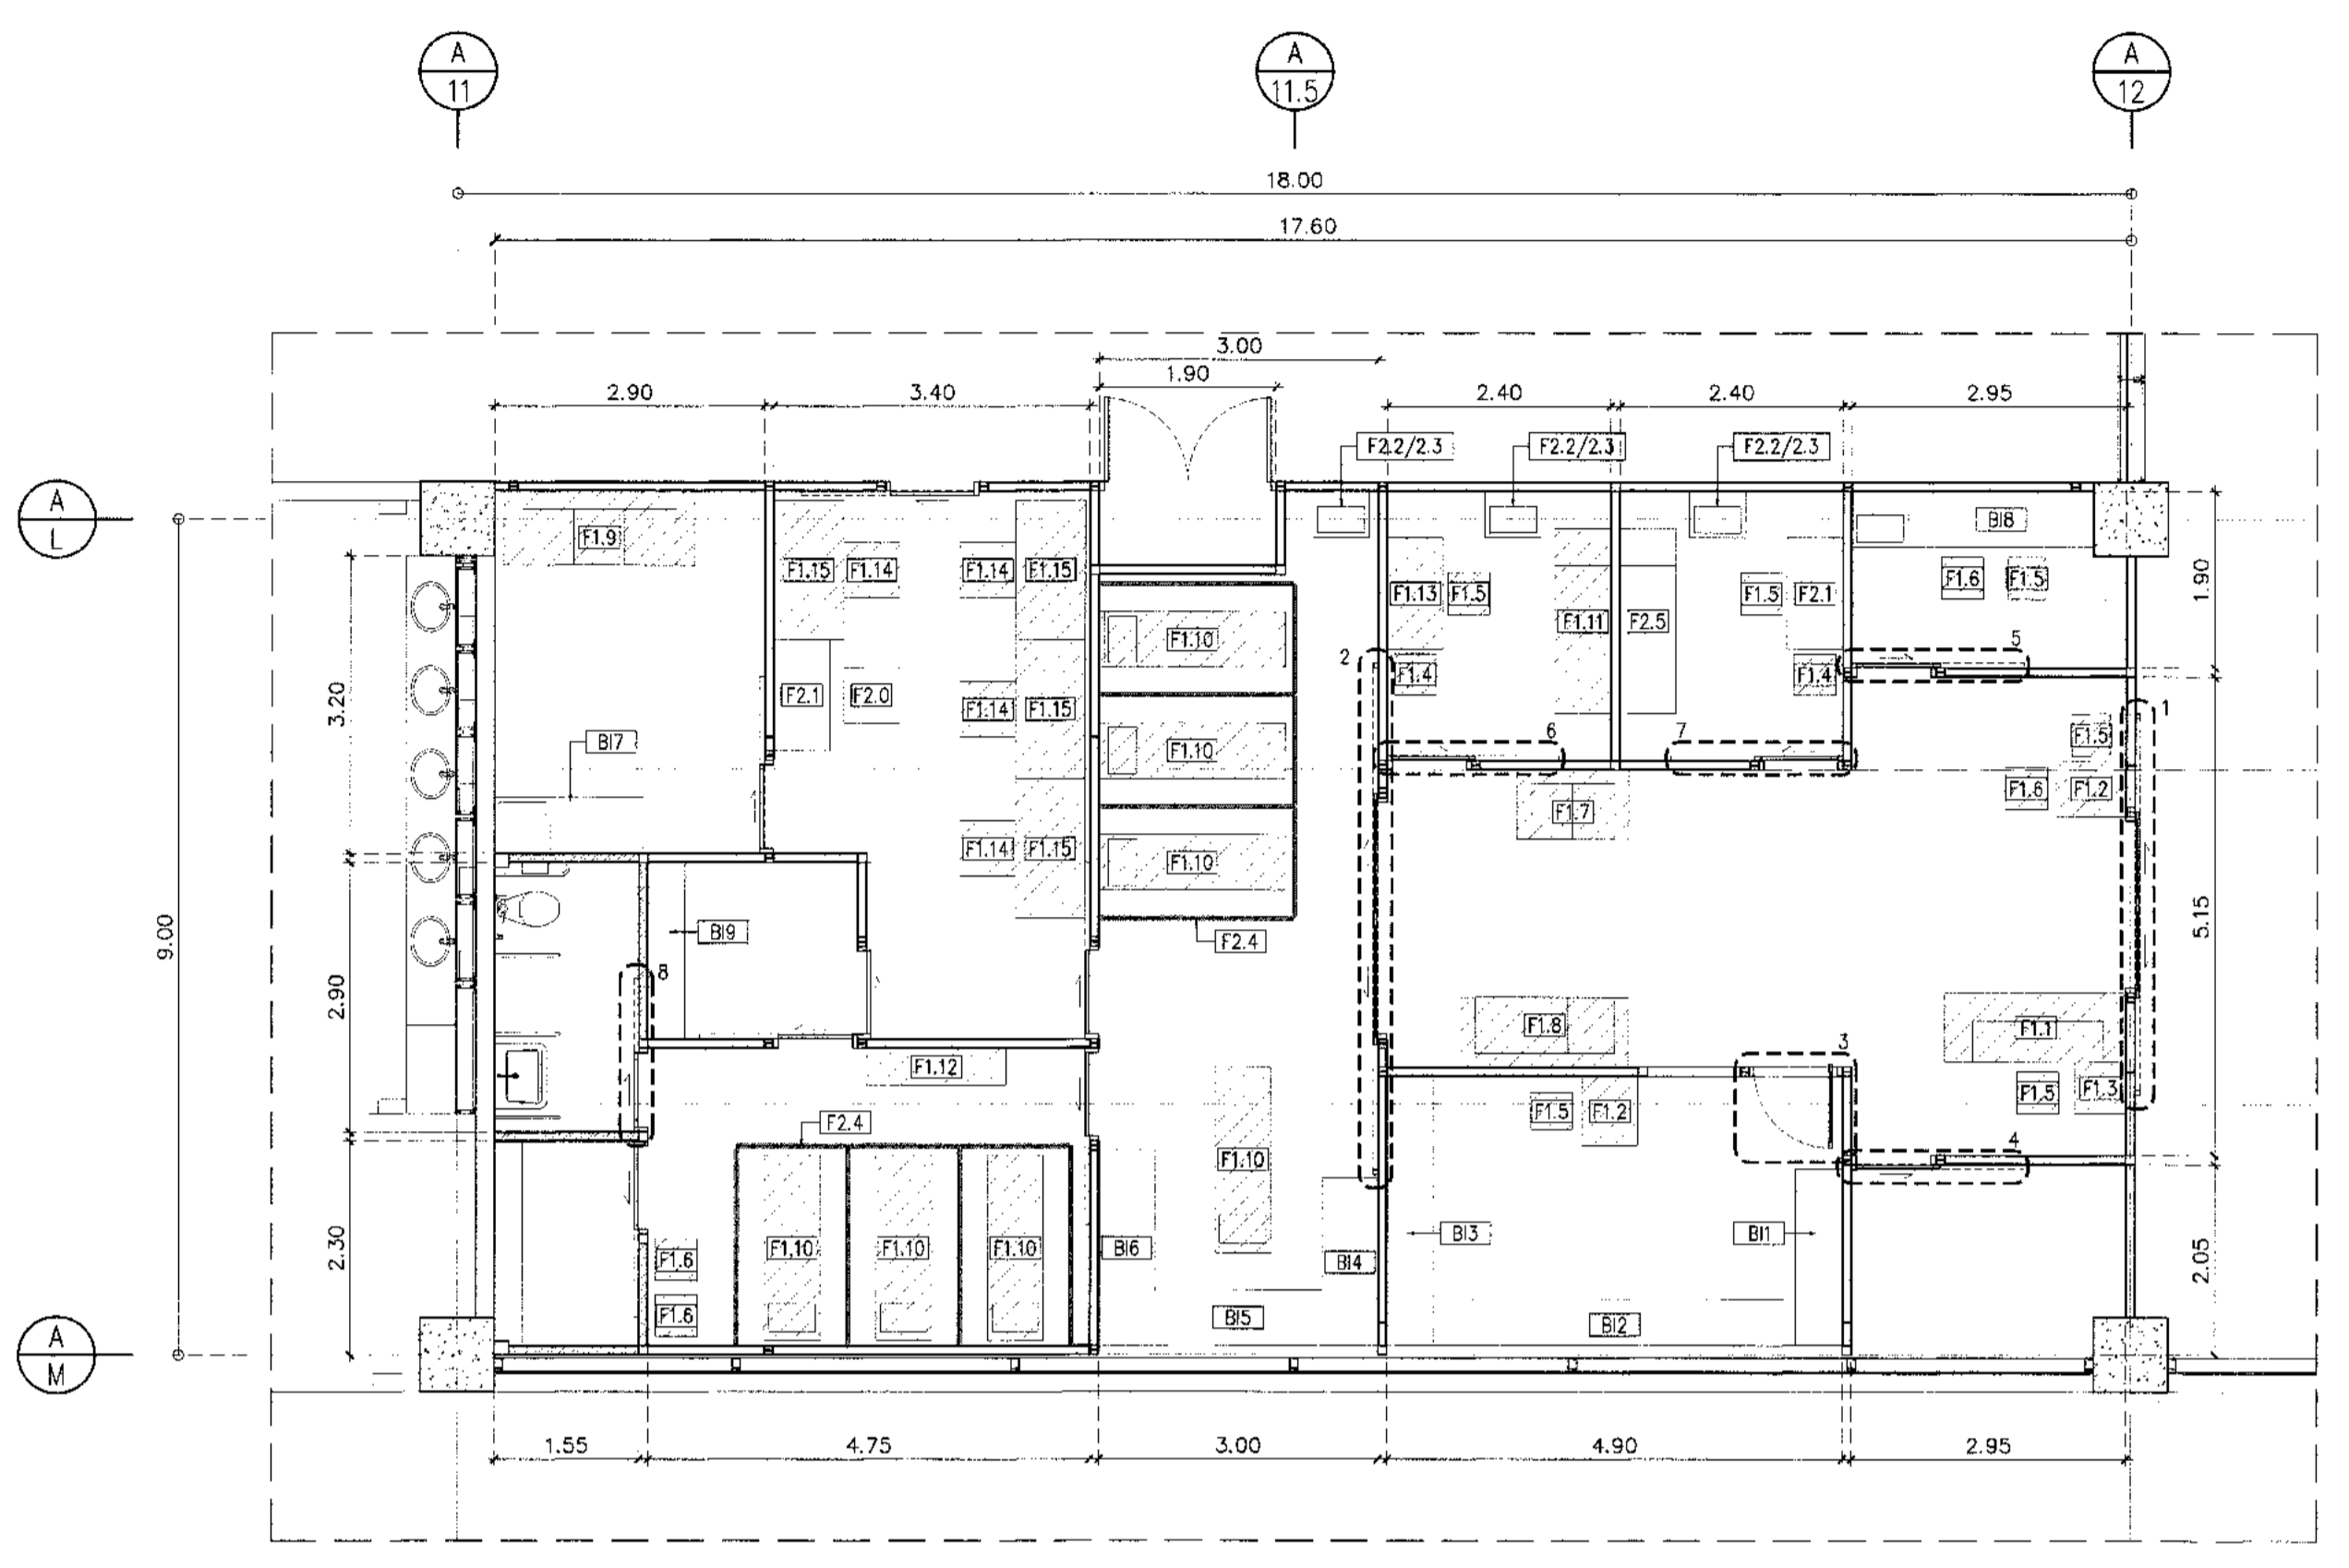 A A A
11 11.5 12
18.00
17.60
3.00
1.90
2.90 3.40 2.40 2.40 2.95
F2.2/2.3 F2.2/2.3 F2.2/2.3
A
L
F1.9
BI8
F1.15 F1.14 F1.14 F1.15 F1.13 F1.5 F1.5 F2.1 F1.6 F1.5
1.90
F1.11 F2.5
F1.10
5
2
F1.4 F1.4
3.20
F2.1 F2.0 F1.14 F1.15
1
BI7
6 7
F1.5
F1.10
F1.6 F1.2
F1.7
F1.14 F1.15
F1.10
9.00
BI9
F2.4
5.15
8
2.90
F1.8 F1.1
3
F1.12
F1.5 F1.3
F1.5 F1.2
F2.4
4
F1.10
BI3 BI1
2.30
F1.6 F1.10 F1.10 F1.10 BI6
BI4
2.05
F1.6
BI5 BI2
A
M
1.55 4.75 3.00 4.90 2.95